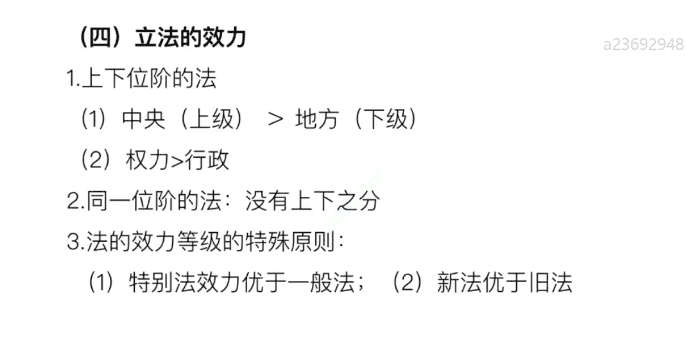 （四）立法的效力
a23692948
1.上下位阶的法
（1）中央（上级） > 地方（下级）
（2）权力>行政
2.同一位阶的法：没有上下之分
3.法的效力等级的特殊原则：
（1）特别法效力优于一般法；（2）新法优于旧法